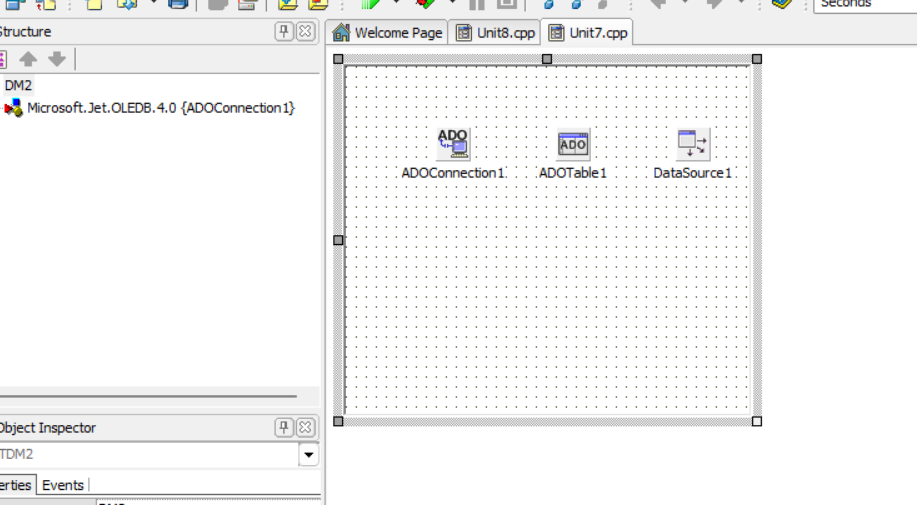 Seconds
Structure
Welcome Page
Unit8.cpp
Unit7.cpp
DM2
Microsoft.Jet.OLEDB.4.0 {ADOConnection1}
ADO
ADO
ADOConnection1
ADOTable1
DataSource1
Object Inspector
TDM2
erties
Events